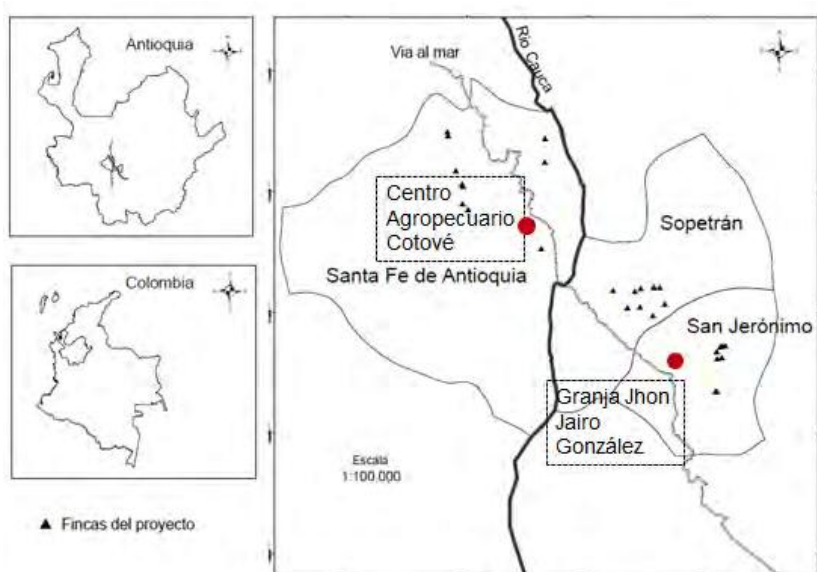 Antioquia
Colombia
▲ Fincas del proyecto
Via al mar
Río Cauca
Centro
Agropecuario
Cotové
Santa Fe de Antioquia
Sopetrán
San Jerónimo
Granja Jhon
Jairo
González
Escala
1:100,000